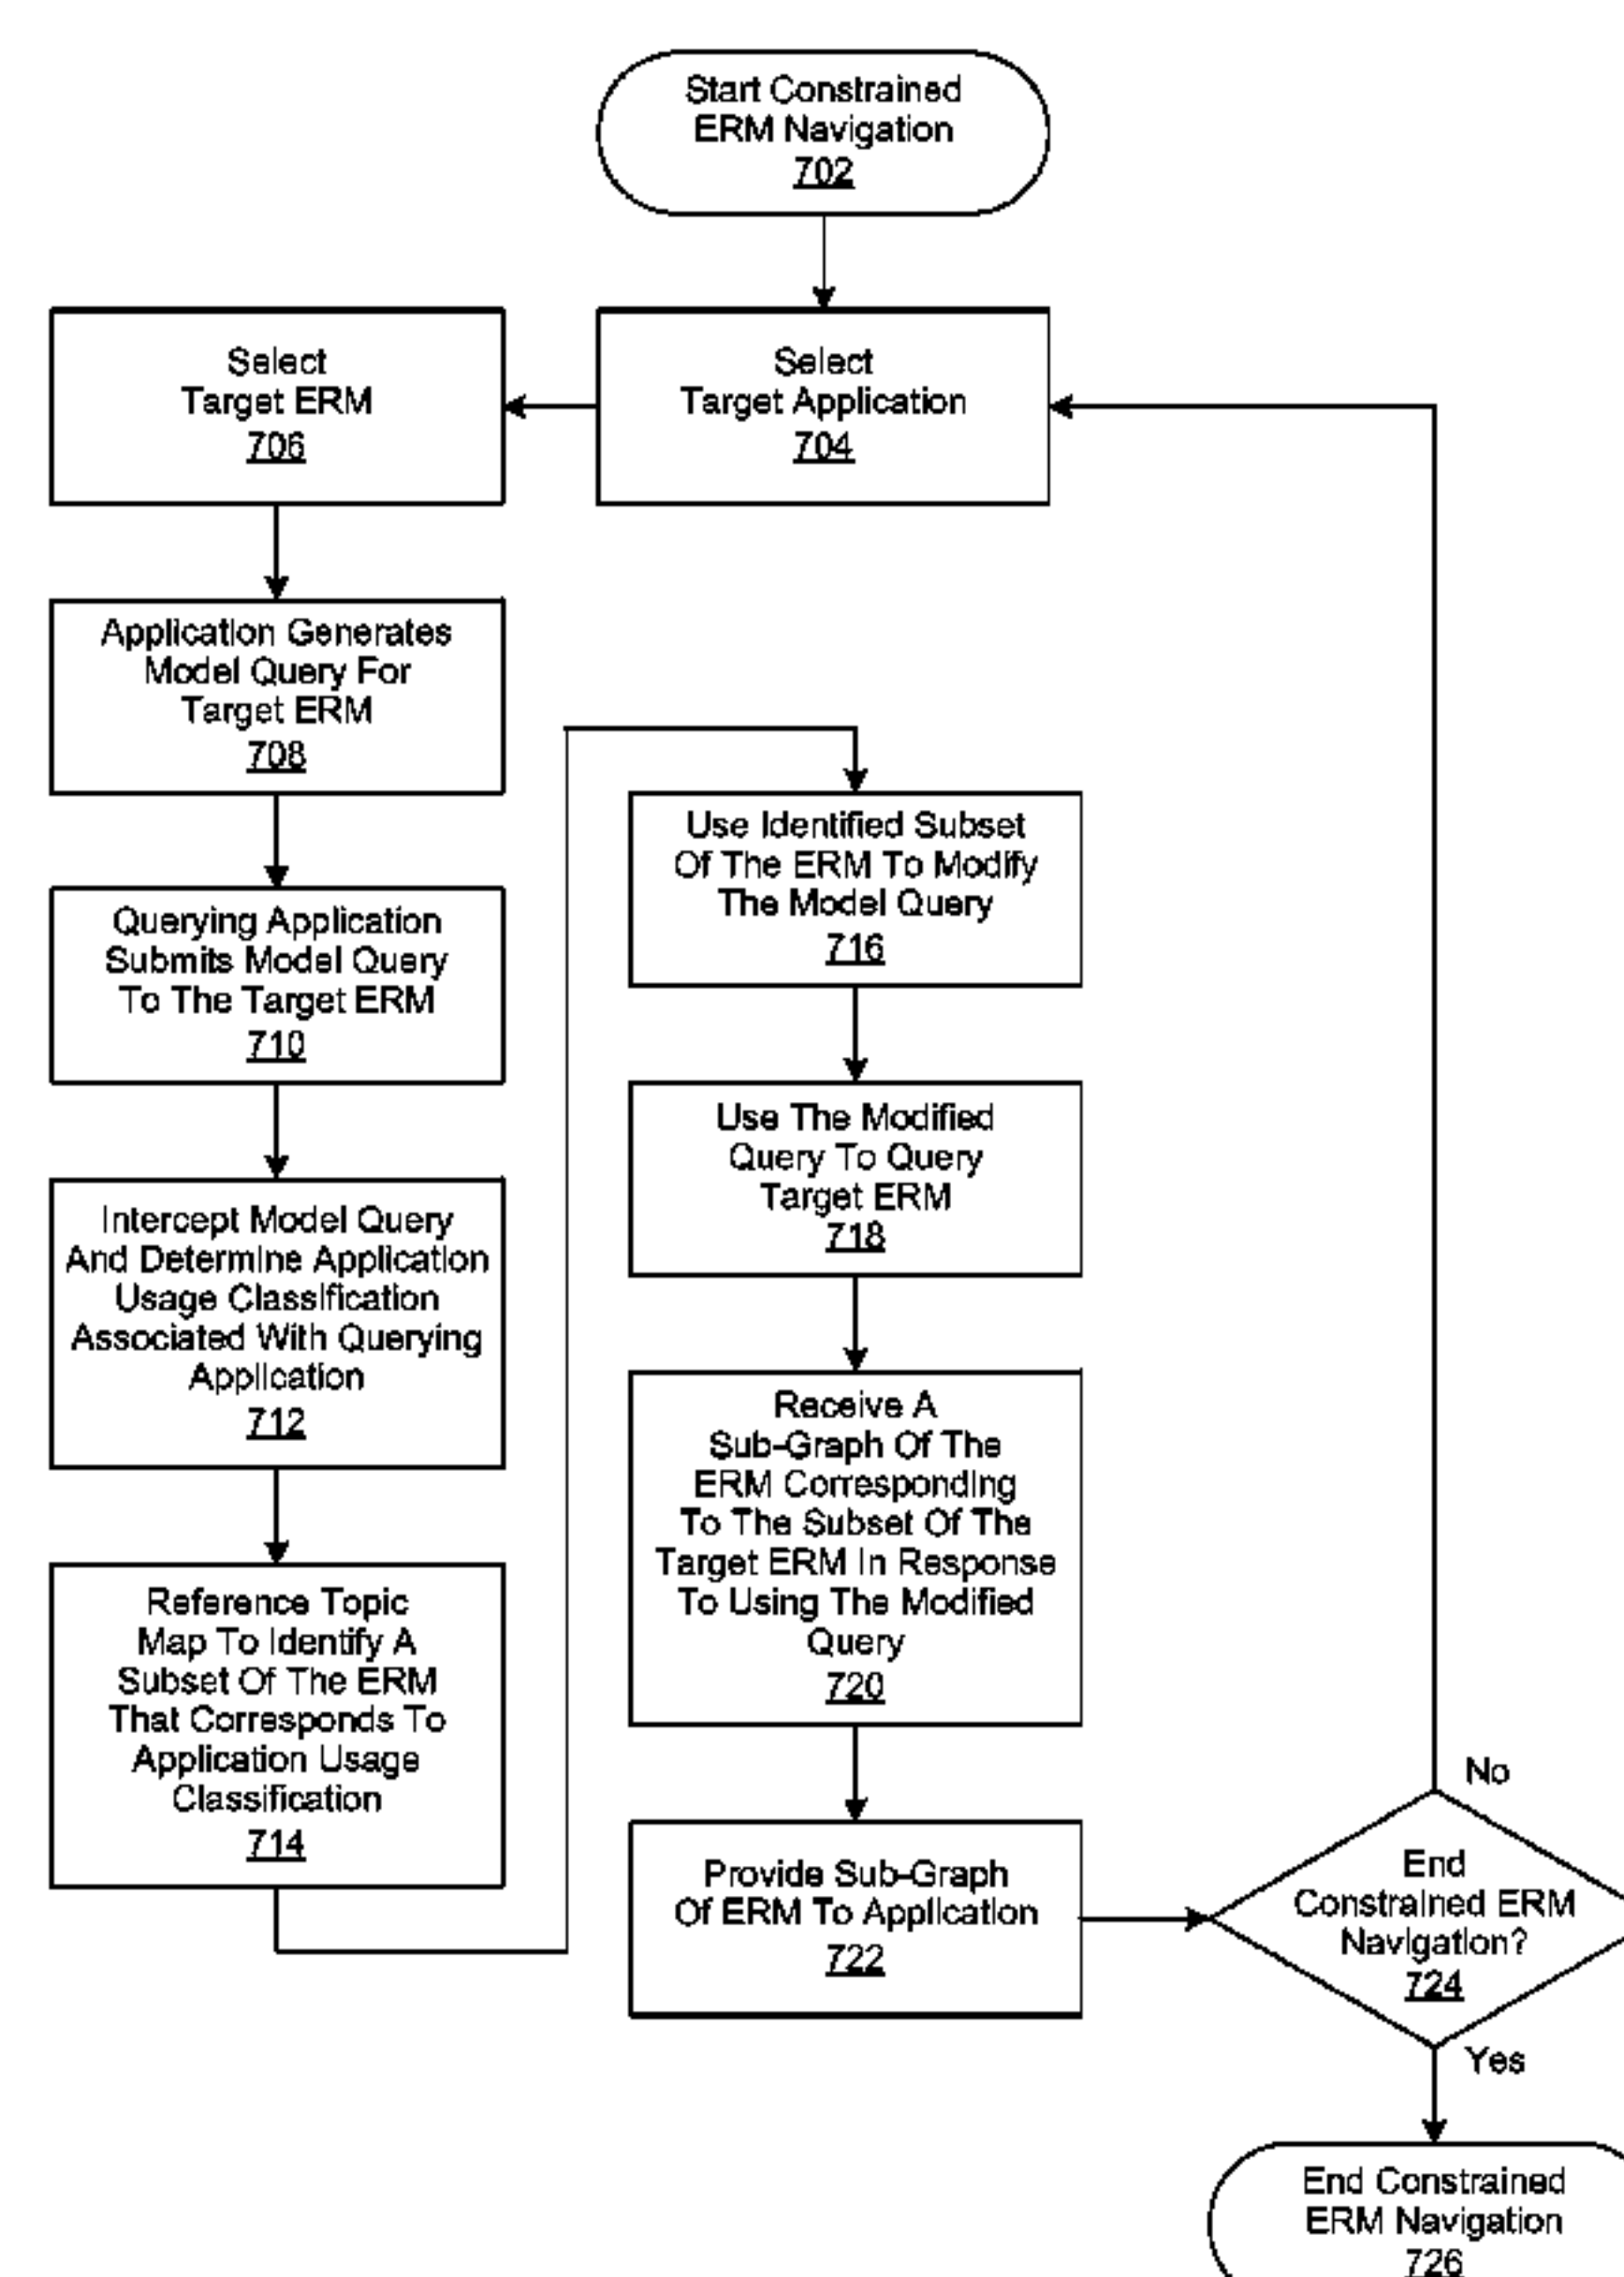 Start Constrained
ERM Navigation
702
Select
Target Application
704
Select
Target ERM
706
Application Generates
Model Query For
Target ERM
708
Querying Application
Submits Model Query
To The Target ERM
710
Intercept Model Query
And Determine Application
Usage Classification
Associated With Querying
Application
712
Reference Topic
Map To Identify A
Subset Of The ERM
That Corresponds To
Application Usage
Classification
714
Use Identified Subset
Of The ERM To Modify
The Model Query
716
Use The Modified
Query To Query
Target ERM
718
Receive A
Sub-Graph Of The
ERM Corresponding
To The Subset Of The
Target ERM In Response
To Using The Modified
Query
720
Provide Sub-Graph
Of ERM To Application
722
No
End
Constrained ERM
Navigation?
724
Yes
End Constrained
ERM Navigation
726